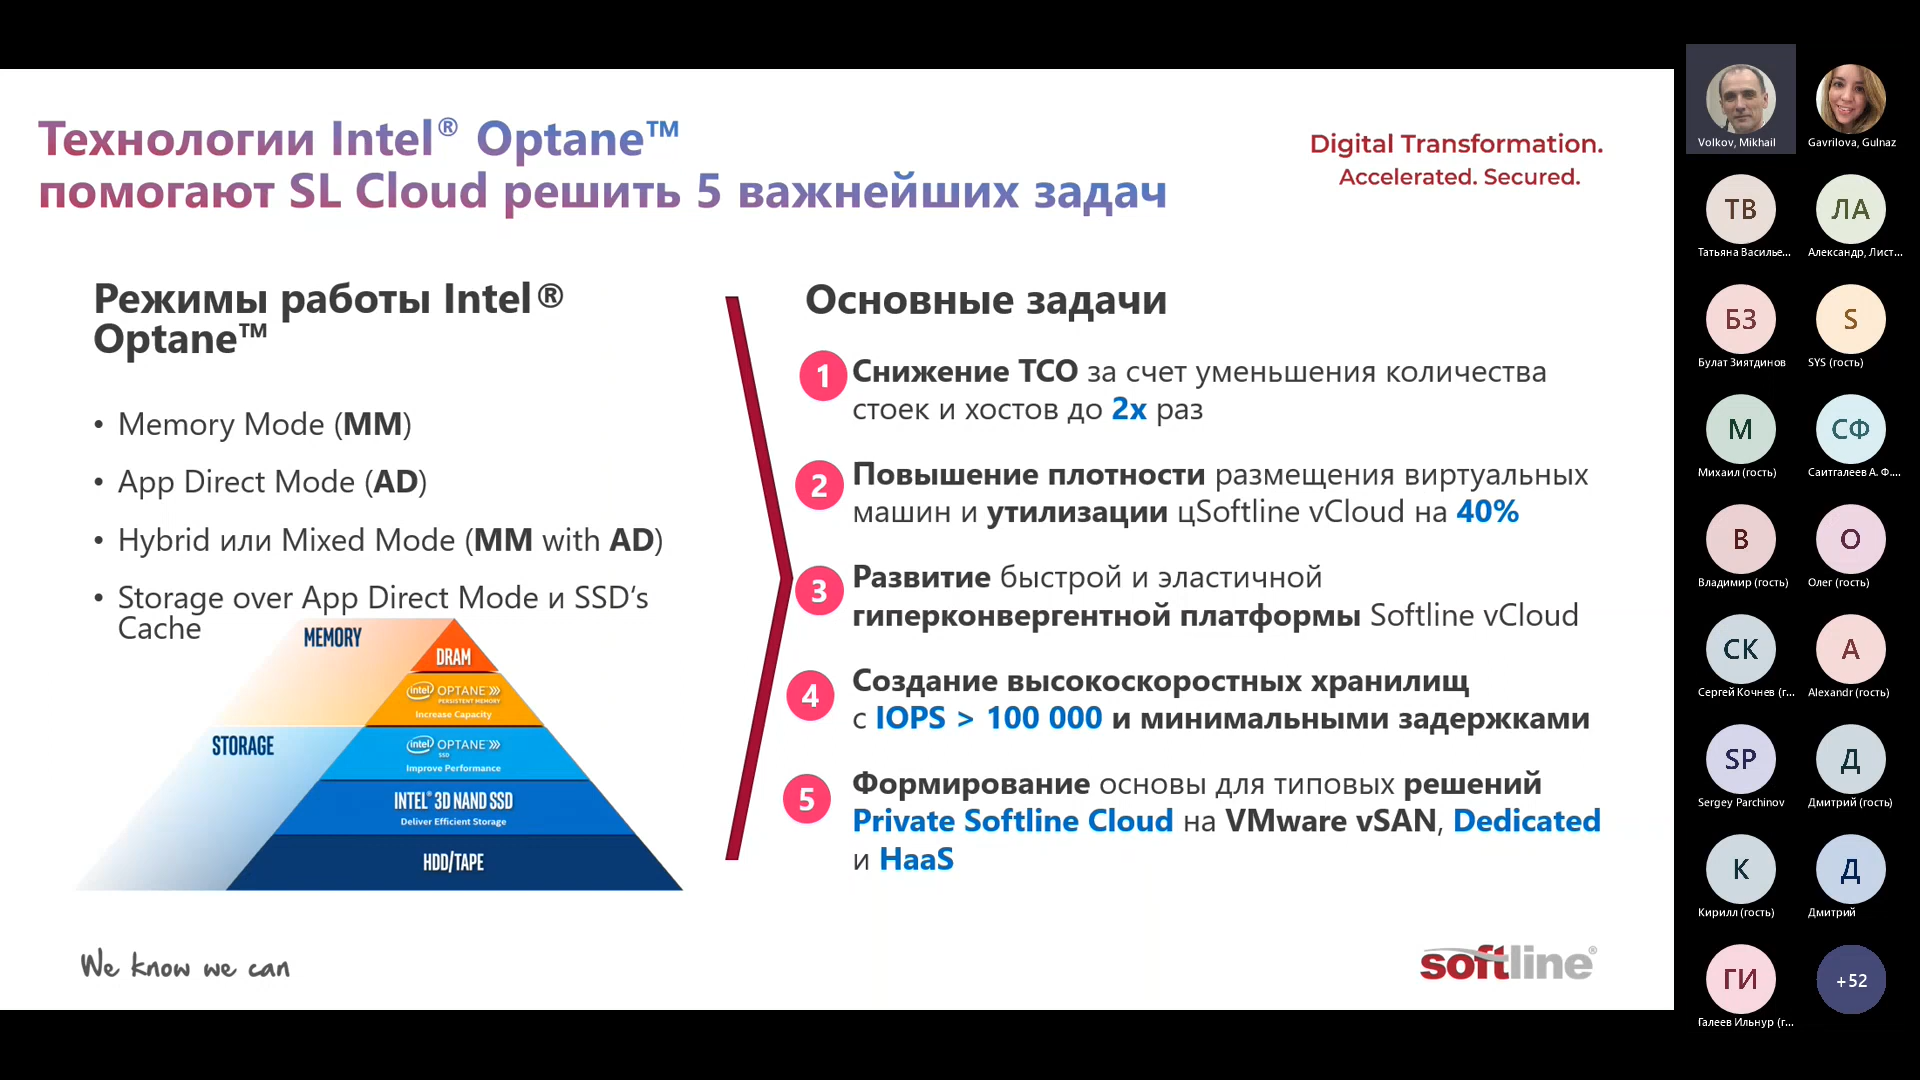 Технологии Intel® Optane™
помогают SL Cloud решить 5 важнейших задач
Digital Transformation.
Accelerated. Secured.
Режимы работы Intel®
Optane™
• Memory Mode (MM)
• App Direct Mode (AD)
• Hybrid или Mixed Mode (MM with AD)
• Storage over App Direct Mode и SSD‘s
Cache
MEMORY
DRAM
intel OPTANE
PERSISTENT MEMORY
Increase Capacity
STORAGE
intel OPTANE
SSD
Improve Performance
INTEL® 3D NAND SSD
Deliver Efficient Storage
HDD/TAPE
Основные задачи
1 Снижение TCO за счет уменьшения количества
стоек и хостов до 2x раз
2 Повышение плотности размещения виртуальных
машин и утилизации цSoftline vCloud на 40%
3 Развитие быстрой и эластичной
гиперконвергентной платформы Softline vCloud
4 Создание высокоскоростных хранилищ
с IOPS > 100 000 и минимальными задержками
5 Формирование основы для типовых решений
Private Softline Cloud на VMware vSAN, Dedicated
и HaaS
We know we can
softline®
Volkov, Mikhail
Gavrilova, Gulnaz
ТВ
Татьяна Василье...
ЛА
Александр, Лист...
БЗ
Булат Зиятдинов
S
SYS (гость)
М
Михаил (гость)
СФ
Саитгалеев А. Ф....
В
Владимир (гость)
О
Олег (гость)
СК
Сергей Кочнев (г...
A
Alexandr (гость)
SP
Sergey Parchinov
Д
Дмитрий (гость)
К
Кирилл (гость)
Д
Дмитрий
ГИ
Галеев Ильнур (г...
+52